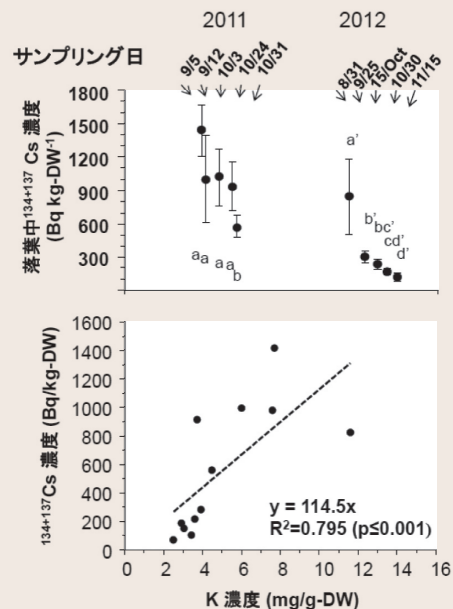 2011 2012
サンプリング日
9/5 9/12 10/3 10/24 10/31 8/31 9/25 15/Oct 10/30 11/15
落葉中134+137 Cs 濃度
(Bq kg-DW-1)
1800
1500
1200
900
600
300
a a a a b
a' b' bc' cd' d'
134+137Cs 濃度 (Bq/kg-DW)
1600
1400
1200
1000
800
600
400
200
0
y = 114.5x
R2=0.795 (p≤0.001)
0 2 4 6 8 10 12 14 16
K 濃度 (mg/g-DW)